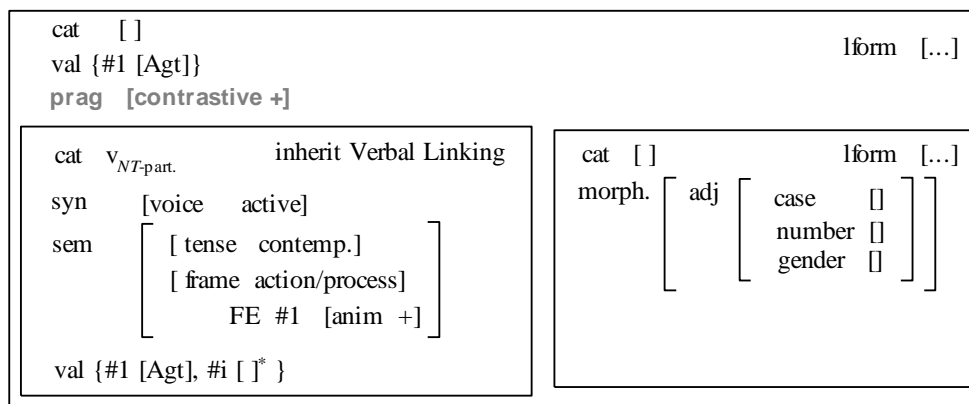 cat [ ]
lform [...]
val {#1 [Agt]}
prag [contrastive +]
cat v NT-part. inherit Verbal Linking
syn [voice active]
sem [ tense contemp.]
[ frame action/process]
FE #1 [anim +]
val {#1 [Agt], #i [ ]* }
cat [ ] lform [...]
morph. adj case []
number []
gender []